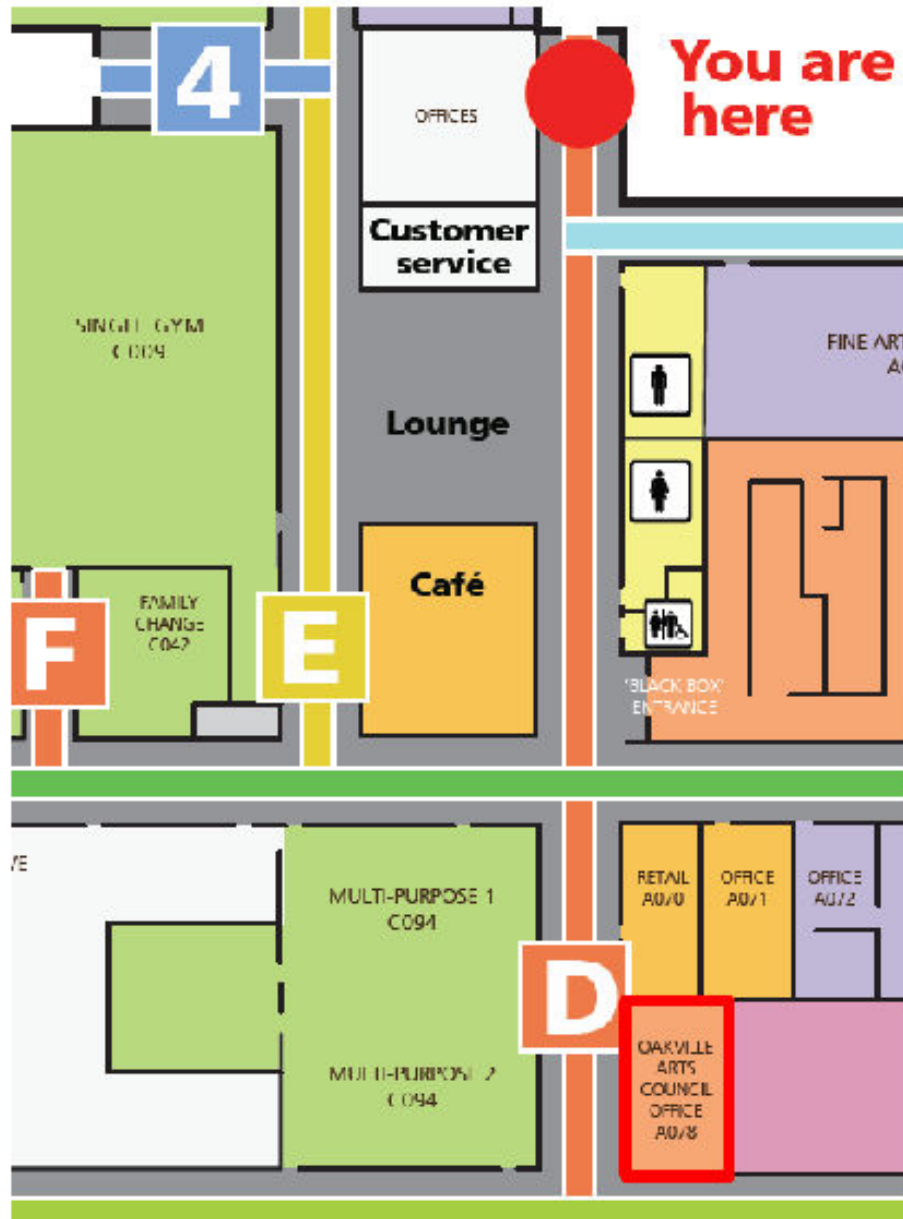 You are
here
4
OFFICES
Customer
service
SINGLE GYM
C009
FINE ART
Lounge
Café
FAMILY
CHANGE
C042
F
E
'BLACK BOX'
ENTRANCE
MULTI-PURPOSE 1
C094
RETAIL
A070
OFFICE
A071
OFFICE
A072
D
MULTI-PURPOSE 2
C094
OAKVILLE
ARTS
COUNCIL
OFFICE
A078